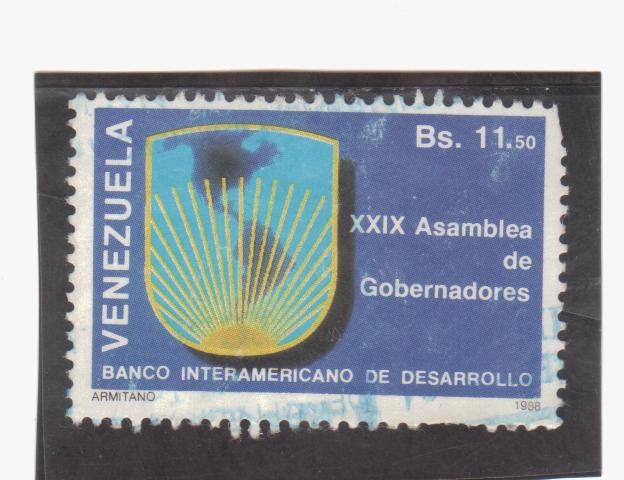 VENEZUELA
Bs. 11.50
XXIX Asamblea
de
Gobernadores
BANCO INTERAMERICANO DE DESARROLLO
ARMITANO
1988